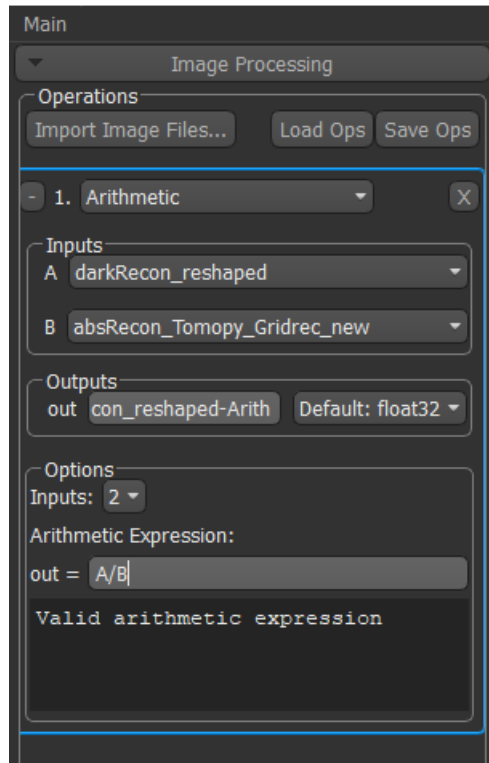 Main
Image Processing
Operations
Import Image Files... Load Ops Save Ops
- 1. Arithmetic X
Inputs
A darkRecon_reshaped
B absRecon_Tomopy_Gridrec_new
Outputs
out con_reshaped-Arith Default: float32
Options
Inputs: 2
Arithmetic Expression:
out = A/B
Valid arithmetic expression